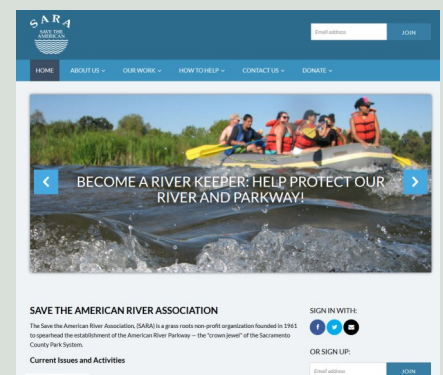 SARA
SAVE THE
AMERICAN
Email address
JOIN
HOME
ABOUT US
OUR WORK
HOW TO HELP
CONTACT US
DONATE
BECOME A RIVER KEEPER: HELP PROTECT OUR
RIVER AND PARKWAY!
SAVE THE AMERICAN RIVER ASSOCIATION
The Save the American River Association, (SARA) is a grass roots non-profit organization founded in 1961
to spearhead the establishment of the American River Parkway — the "crown jewel" of the Sacramento
County Park System.
Current Issues and Activities
SIGN IN WITH:
OR SIGN UP:
Email address
JOIN